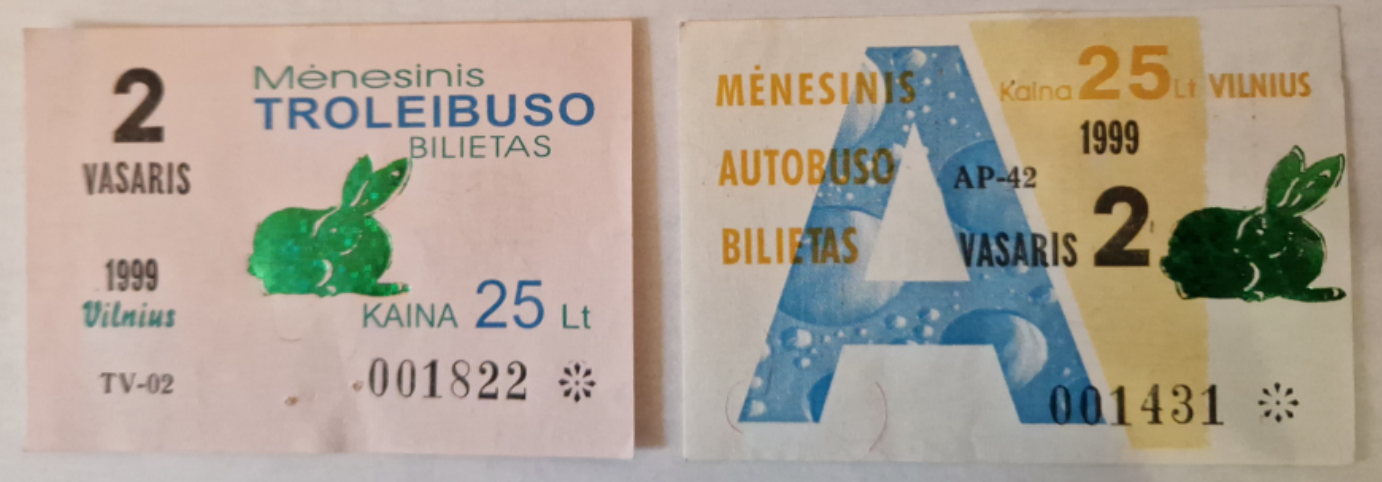 2
VASARIS
1999
Vilnius
TV-02
Mėnesinis
TROLEIBUSO
BILIETAS
KAINA 25 Lt
001822
MĖNESINIS
AUTOBUSO
BILIETAS
A
Kaina 25 Lt VILNIUS
1999
AP-42
VASARIS 2
001431